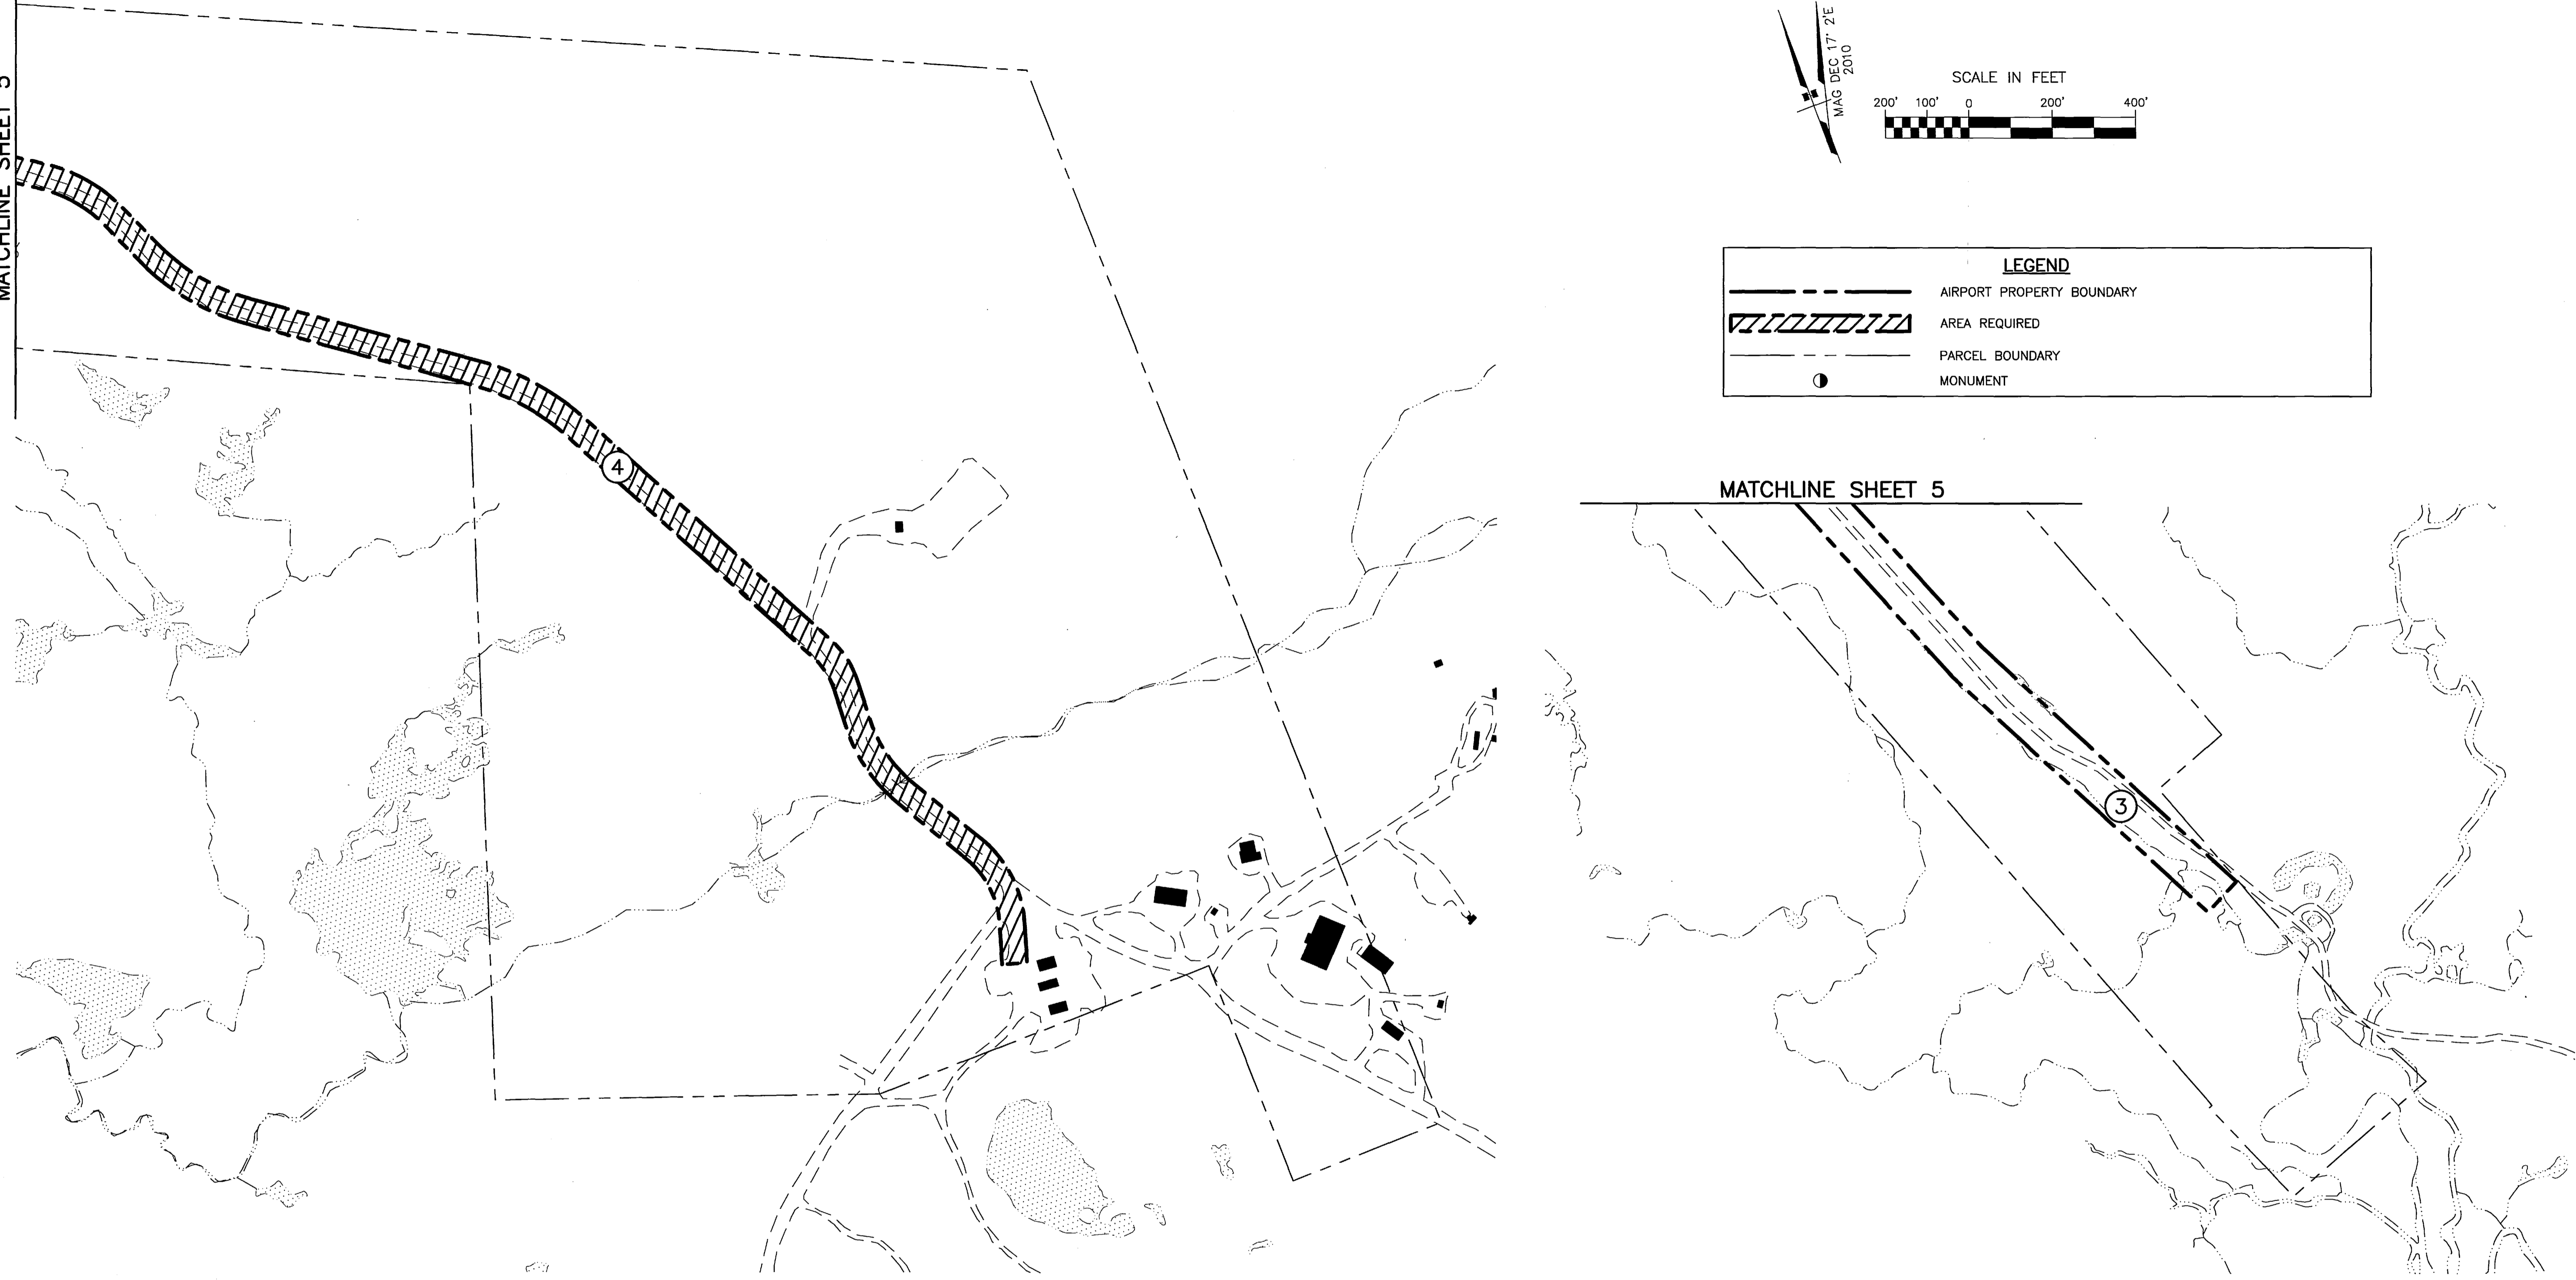 MATCHLINE SHEET 5
4
MAG DEC 17° 2'E
2010
SCALE IN FEET
200' 100' 0 200' 400'
LEGEND
AIRPORT PROPERTY BOUNDARY
AREA REQUIRED
PARCEL BOUNDARY
MONUMENT
MATCHLINE SHEET 5
3